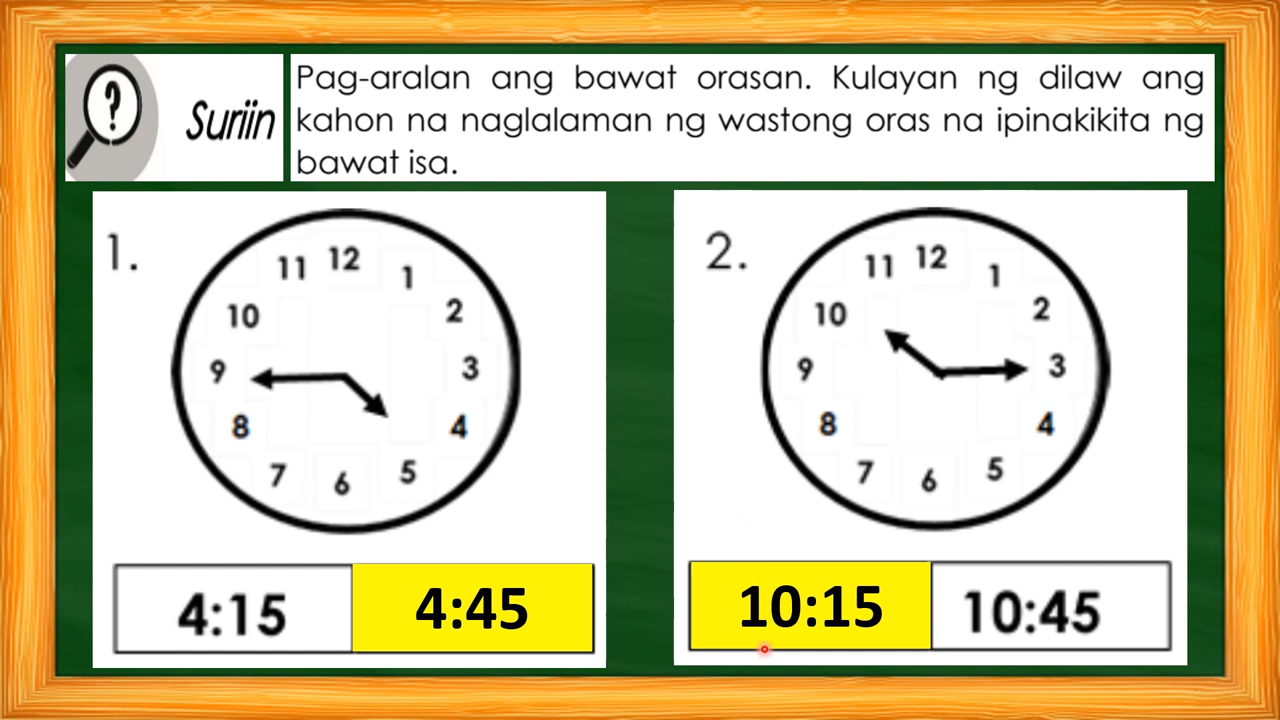 ?
Suriin
Pag-aralan ang bawat orasan. Kulayan ng dilaw ang
kahon na naglalaman ng wastong oras na ipinakikita ng
bawat isa.
1.
11 12 1
10 2
9 3
8 4
7 6 5
4:15 4:45
2.
11 12 1
10 2
9 3
8 4
7 6 5
10:15 10:45